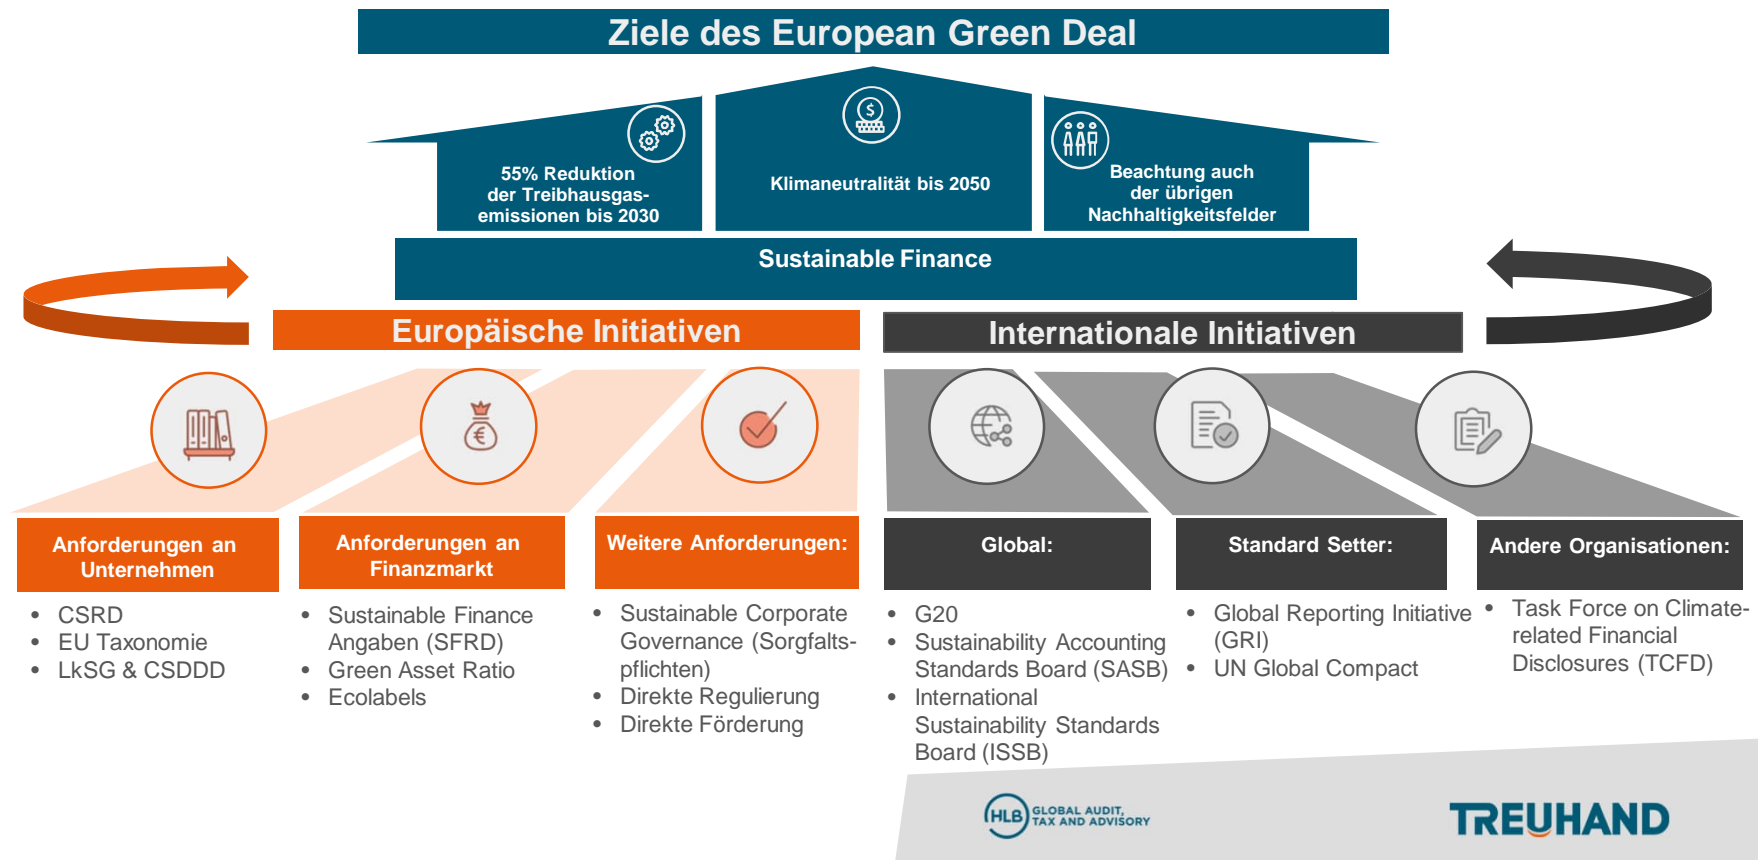 Ziele des European Green Deal
55% Reduktion
der Treibhausgas-
emissionen bis 2030
$
Klimaneutralität bis 2050
Beachtung auch
der übrigen
Nachhaltigkeitsfelder
Sustainable Finance
Europäische Initiativen
Internationale Initiativen
€
Anforderungen an
Unternehmen
• CSRD
• EU Taxonomie
• LkSG & CSDDD
Anforderungen an
Finanzmarkt
• Sustainable Finance
Angaben (SFRD)
• Green Asset Ratio
• Ecolabels
Weitere Anforderungen:
• Sustainable Corporate
Governance (Sorgfalts-
pflichten)
• Direkte Regulierung
• Direkte Förderung
Global:
• G20
• Sustainability Accounting
Standards Board (SASB)
• International
Sustainability Standards
Board (ISSB)
Standard Setter:
• Global Reporting Initiative
(GRI)
• UN Global Compact
Andere Organisationen:
• Task Force on Climate-
related Financial
Disclosures (TCFD)
HLB
GLOBAL AUDIT,
TAX AND ADVISORY
TREUHAND